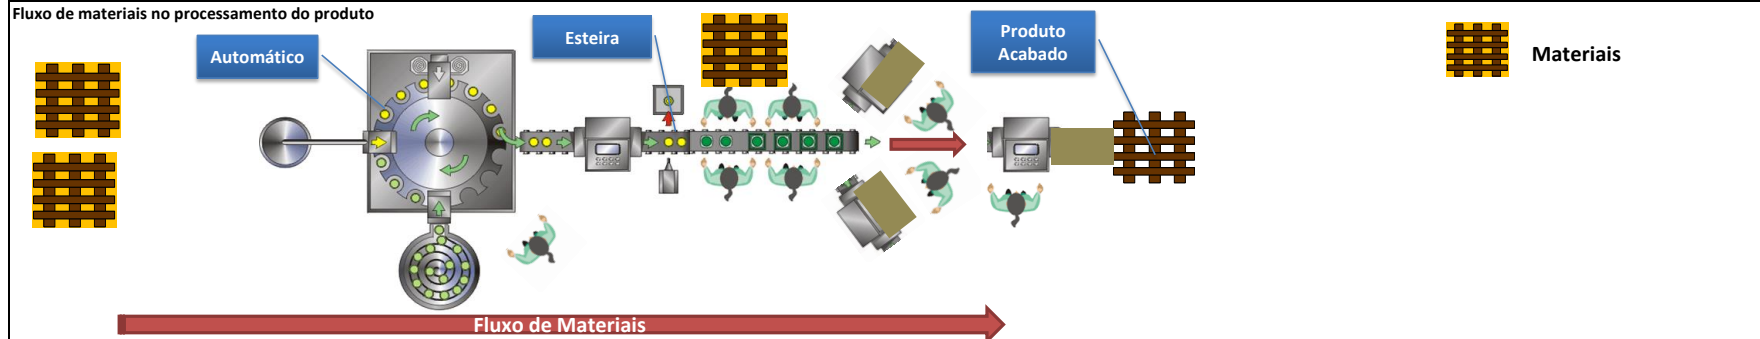 Fluxo de materiais no processamento do produto
Automático
Esteira
Produto
Acabado
Materiais
Fluxo de Materiais